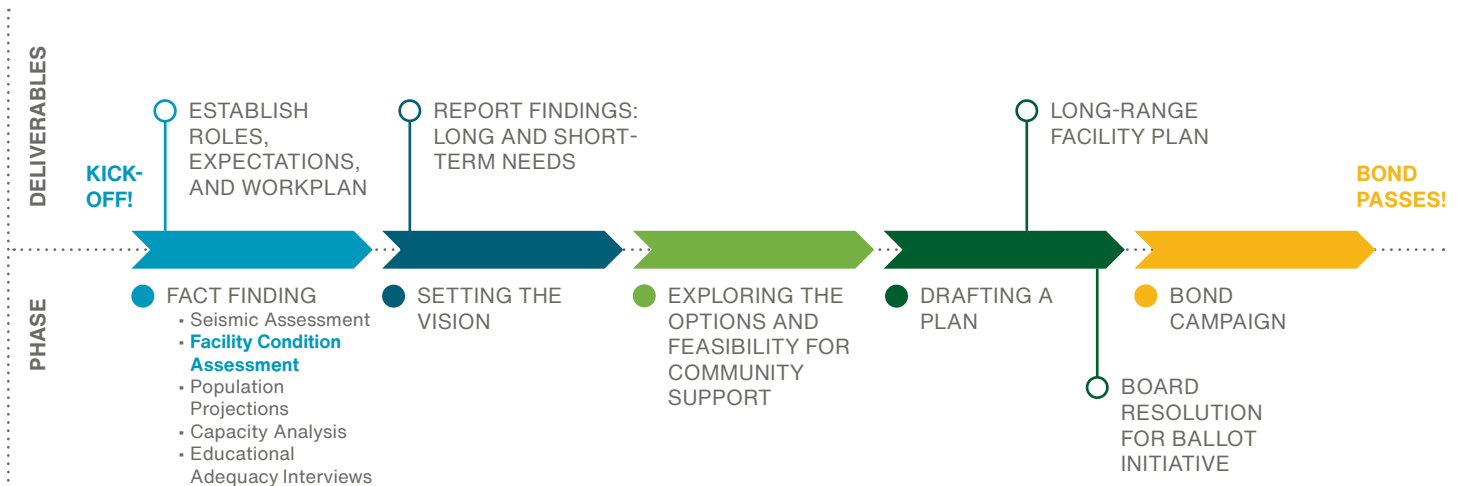 DELIVERABLES
KICK-
OFF!
ESTABLISH
ROLES,
EXPECTATIONS,
AND WORKPLAN
REPORT FINDINGS:
LONG AND SHORT-
TERM NEEDS
LONG-RANGE
FACILITY PLAN
BOND
PASSES!
PHASE
FACT FINDING
• Seismic Assessment
• Facility Condition
Assessment
• Population
Projections
• Capacity Analysis
• Educational
Adequacy Interviews
SETTING THE
VISION
EXPLORING THE
OPTIONS AND
FEASIBILITY FOR
COMMUNITY
SUPPORT
DRAFTING A
PLAN
BOARD
RESOLUTION
FOR BALLOT
INITIATIVE
BOND
CAMPAIGN